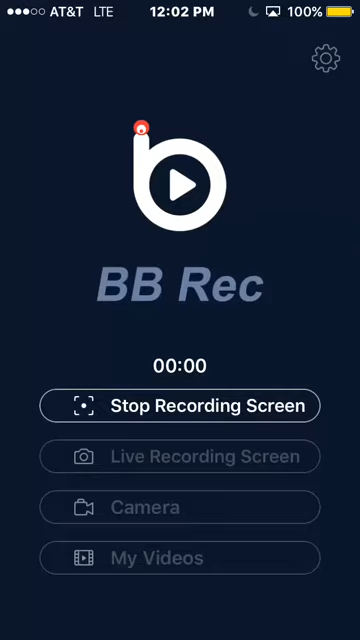 AT&T LTE 12:02 PM 100%
BB Rec
00:00
Stop Recording Screen
Live Recording Screen
Camera
My Videos